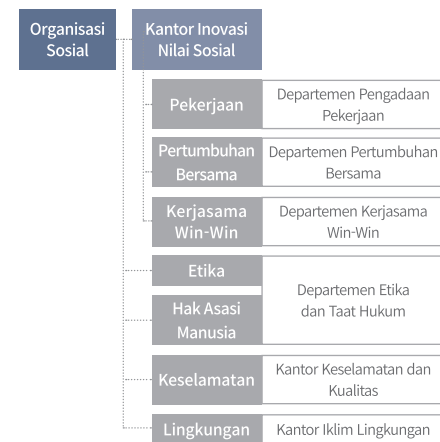 Organisasi
Sosial
Kantor Inovasi
Nilai Sosial
Pekerjaan
Departemen Pengadaan
Pekerjaan
Pertumbuhan
Bersama
Departemen Pertumbuhan
Bersama
Kerjasama
Win-Win
Departemen Kerjasama
Win-Win
Etika
Hak Asasi
Manusia
Departemen Etika
dan Taat Hukum
Keselamatan
Kantor Keselamatan dan
Kualitas
Lingkungan
Kantor Iklim Lingkungan